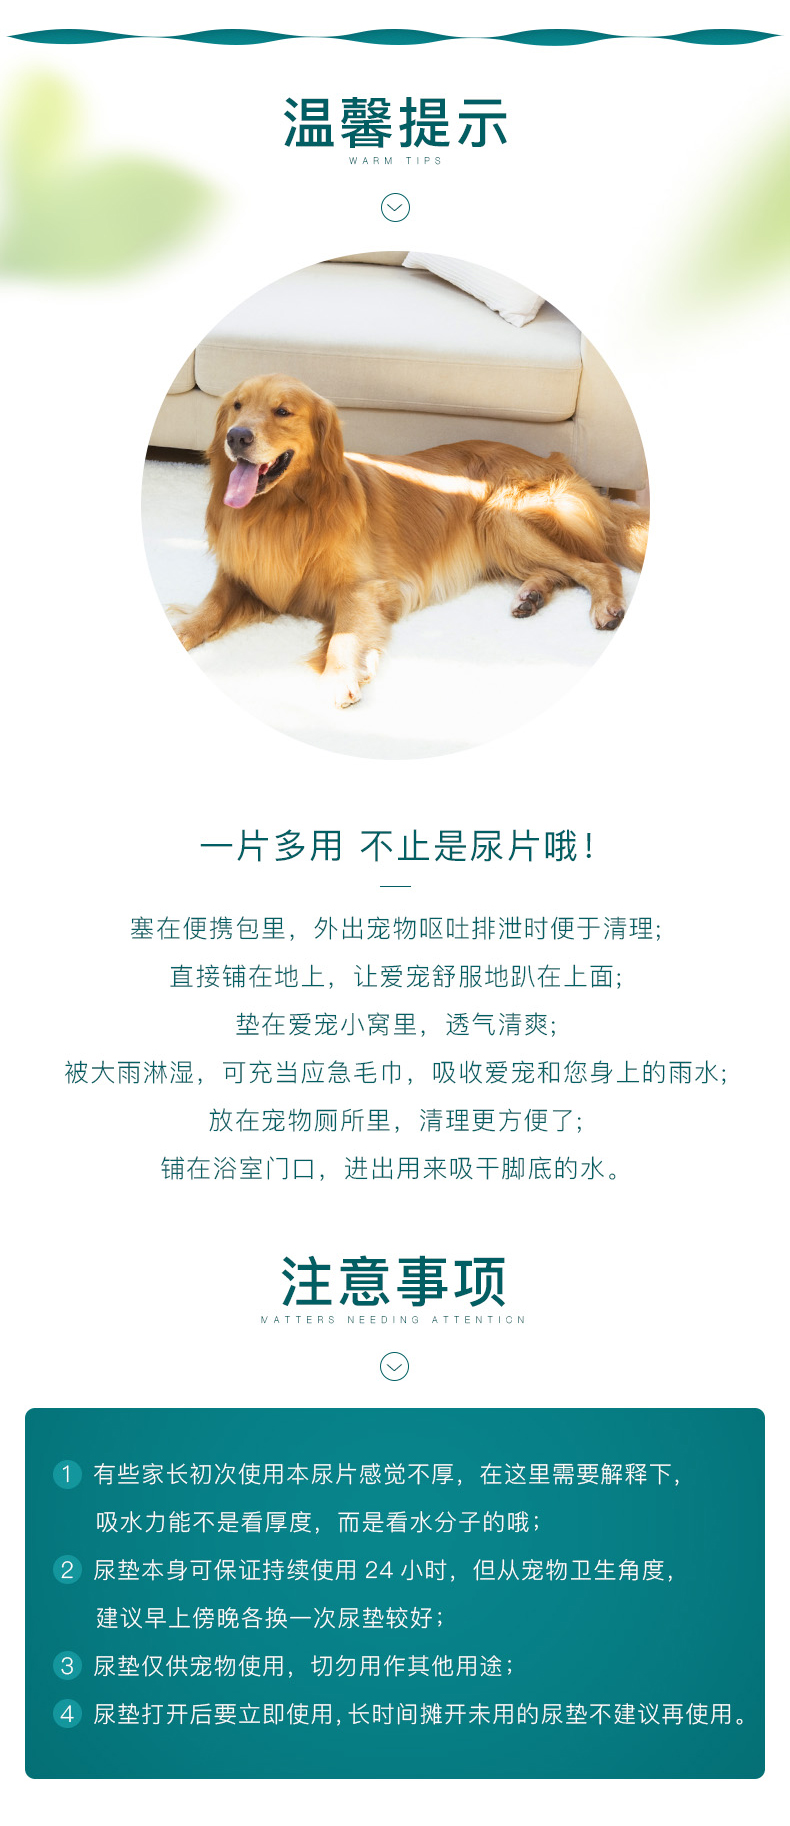 温馨提示
WARM TIPS
一片多用 不止是尿片哦!
塞在便携包里，外出宠物呕吐排泄时便于清理;
直接铺在地上，让爱宠舒服地趴在上面;
垫在爱宠小窝里，透气清爽;
被大雨淋湿，可充当应急毛巾，吸收爱宠和您身上的雨水;
放在宠物厕所里，清理更方便了;
铺在浴室门口，进出用来吸干脚底的水。
注意事项
MATTERS NEEDING ATTENTION
1 有些家长初次使用本尿片感觉不厚，在这里需要解释下，
吸水力能不是看厚度，而是看水分子的哦；
2 尿垫本身可保证持续使用 24 小时，但从宠物卫生角度，
建议早上傍晚各换一次尿垫较好；
3 尿垫仅供宠物使用，切勿用作其他用途；
4 尿垫打开后要立即使用, 长时间摊开未用的尿垫不建议再使用。